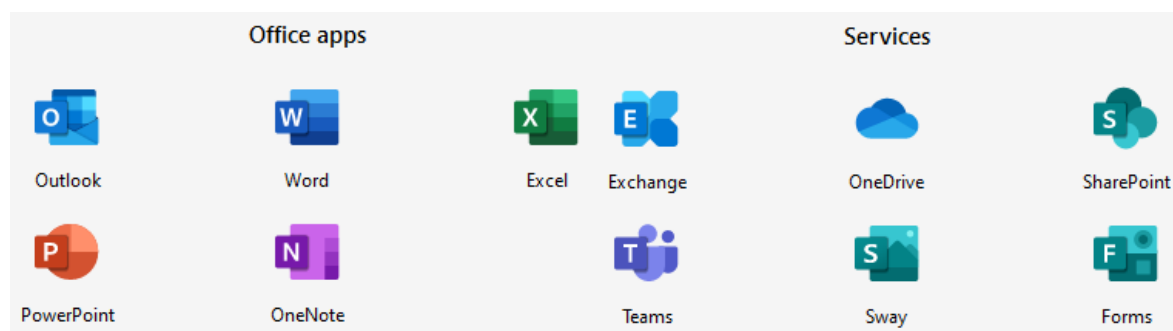 Office apps
Outlook
Word
Excel
PowerPoint
OneNote
Services
Exchange
OneDrive
SharePoint
Teams
Sway
Forms
O
W
X
P
N
E
S
T
S
F